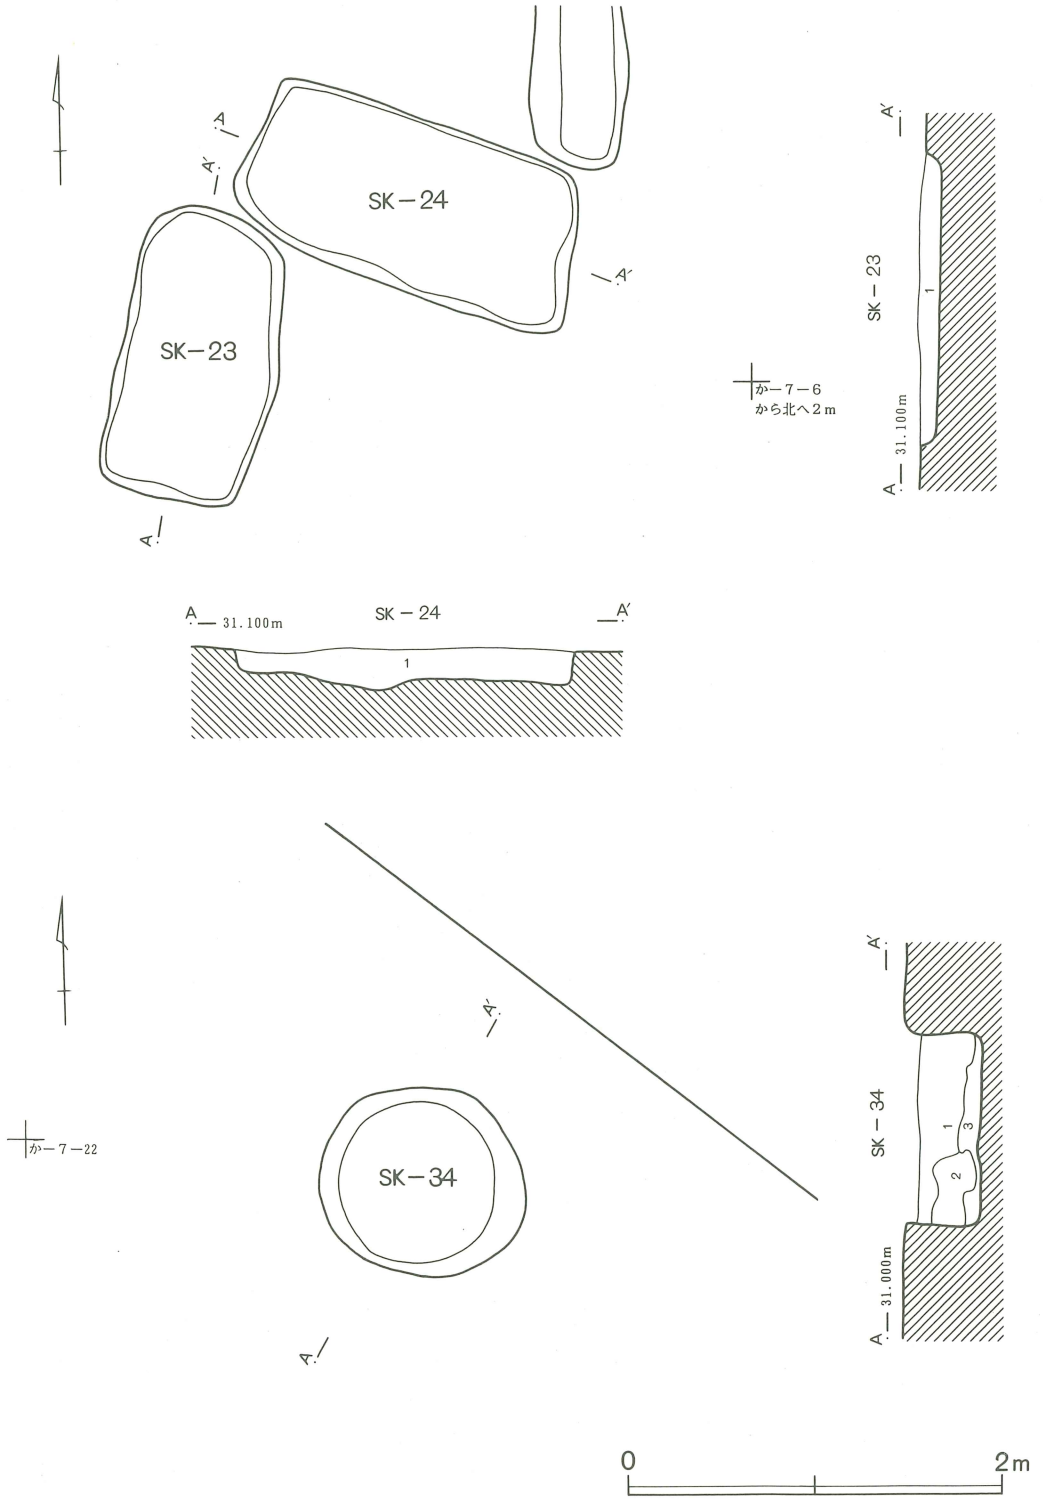 A
A′
SK－24
A′
SK－23
A
A′
SK－23
1
31.100m
A
か－7－6
から北へ2m
A
31.100m
SK－24
A′
1
A′
か－7－22
SK－34
A
A′
SK－34
1
3
2
31.000m
A
0
2m